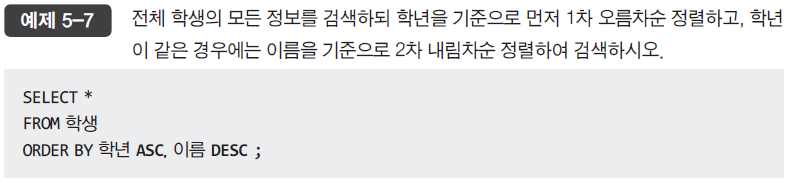 예제 5-7 전체 학생의 모든 정보를 검색하되 학년을 기준으로 먼저 1차 오름차순 정렬하고, 학년
이 같은 경우에는 이름을 기준으로 2차 내림차순 정렬하여 검색하시오.
SELECT *
FROM 학생
ORDER BY 학년 ASC, 이름 DESC ;